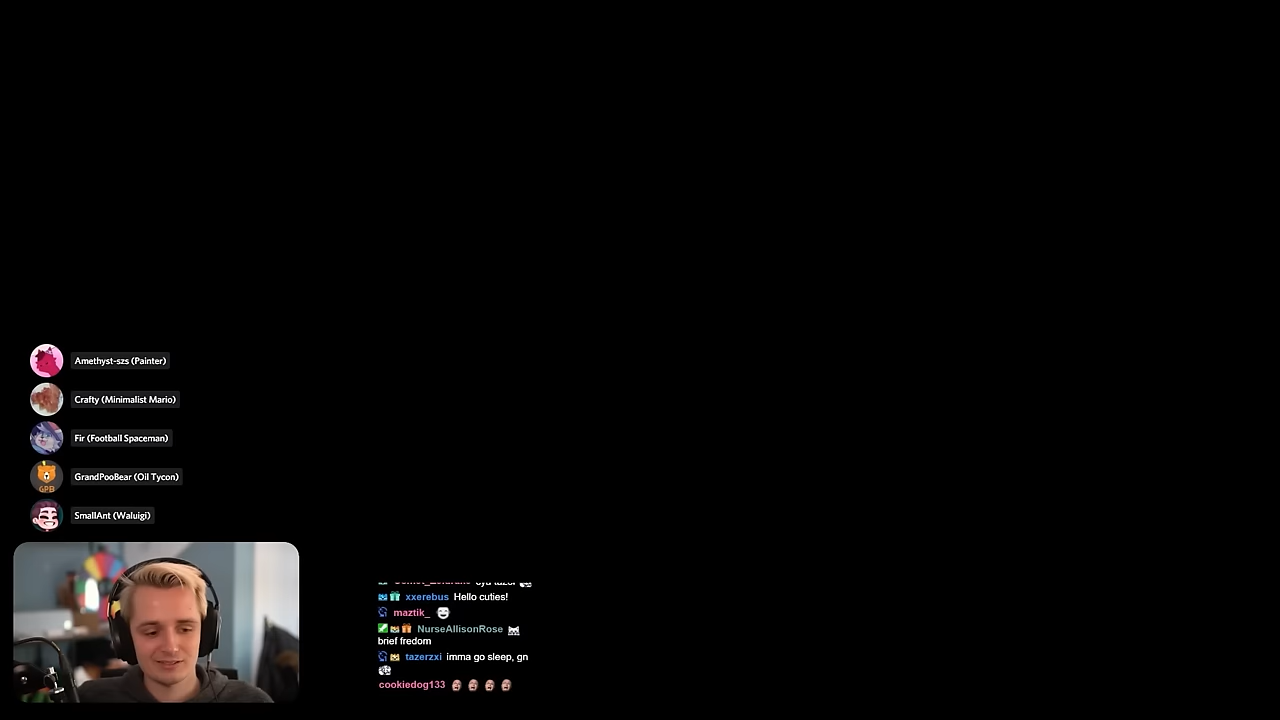 Amethyst-szs (Painter)
Crafty (Minimalist Mario)
Fir (Football Spaceman)
GrandPooBear (Oil Tycon)
GPB
SmallAnt (Waluigi)
xxerebus Hello cuties!
maztik_
NurseAllisonRose
brief fredom
tazerzxi imma go sleep, gn
cookiedog133